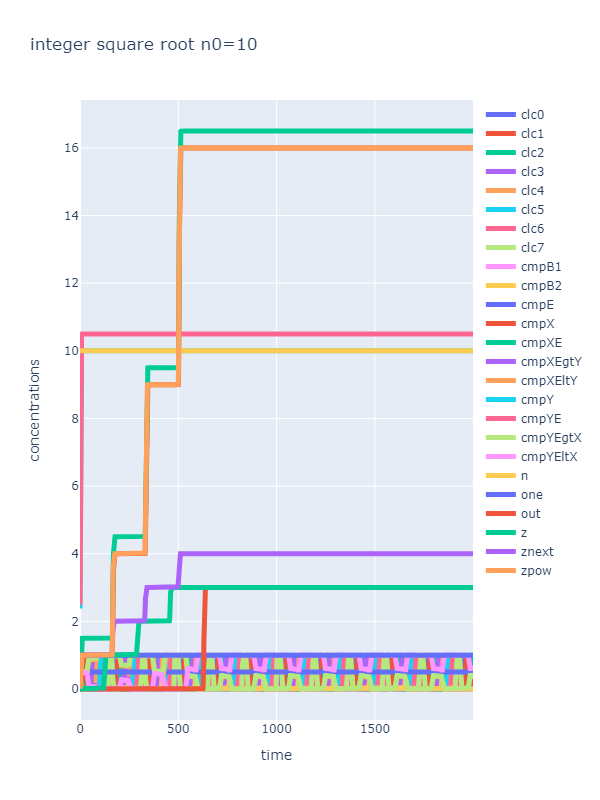 integer square root n0=10
16
14
12
10
8
6
4
2
0
concentrations
0
500
1000
1500
time
clc0
clc1
clc2
clc3
clc4
clc5
clc6
clc7
cmpB1
cmpB2
cmpE
cmpX
cmpXE
cmpXEgtY
cmpXEltY
cmpY
cmpYE
cmpYEgtX
cmpYEltX
n
one
out
z
znext
zpow